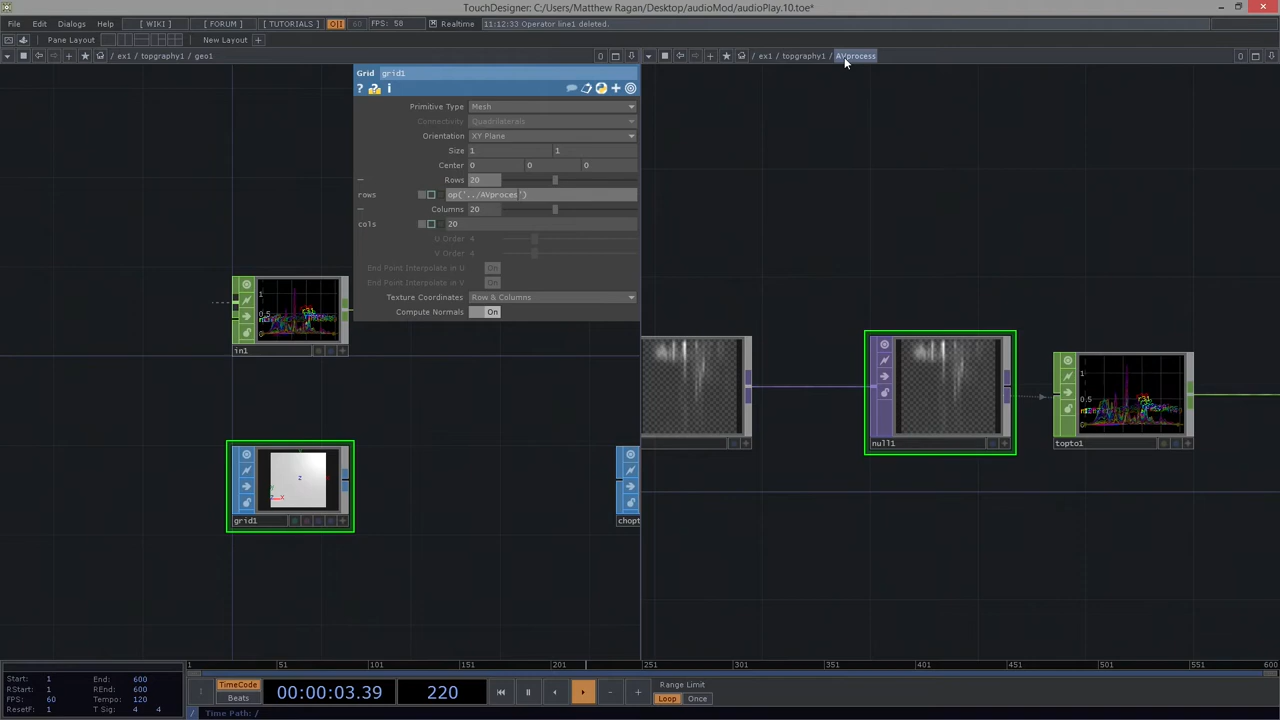 TouchDesigner: C:/Users/Matthew Ragan/Desktop/audioMod/audioPlay.10.toe*
File Edit Dialogs Help [ WIKI ] [ FORUM ] [ TUTORIALS ] O|I FPS: 58 Realtime 11:12:33 Operator line1 deleted.
Pane Layout New Layout +
/ ex1 / topgraphy1 / geo1 0
/ ex1 / topgraphy1 / AVprocess 0
Grid grid1
Primitive Type Mesh
Connectivity Quadrilaterals
Orientation XY Plane
Size 1 1
Center 0 0 0
Rows 20
rows op('../AVproces')
Columns 20
cols 20
U Order 4
V Order 4
End Point Interpolate in U On
End Point Interpolate in V On
Texture Coordinates Row & Columns
Compute Normals On
in1
grid1
chopt
null1
topto1
1 51 101 151 201 251 301 351 401 451 501 551 600
Start: 1 End: 600
RStart: 1 REnd: 600
FPS: 60 Tempo: 120
ResetF: 1 T Sig: 4 4
TimeCode
Beats
00:00:03.39 220
Range Limit
Loop Once
/ Time Path: /